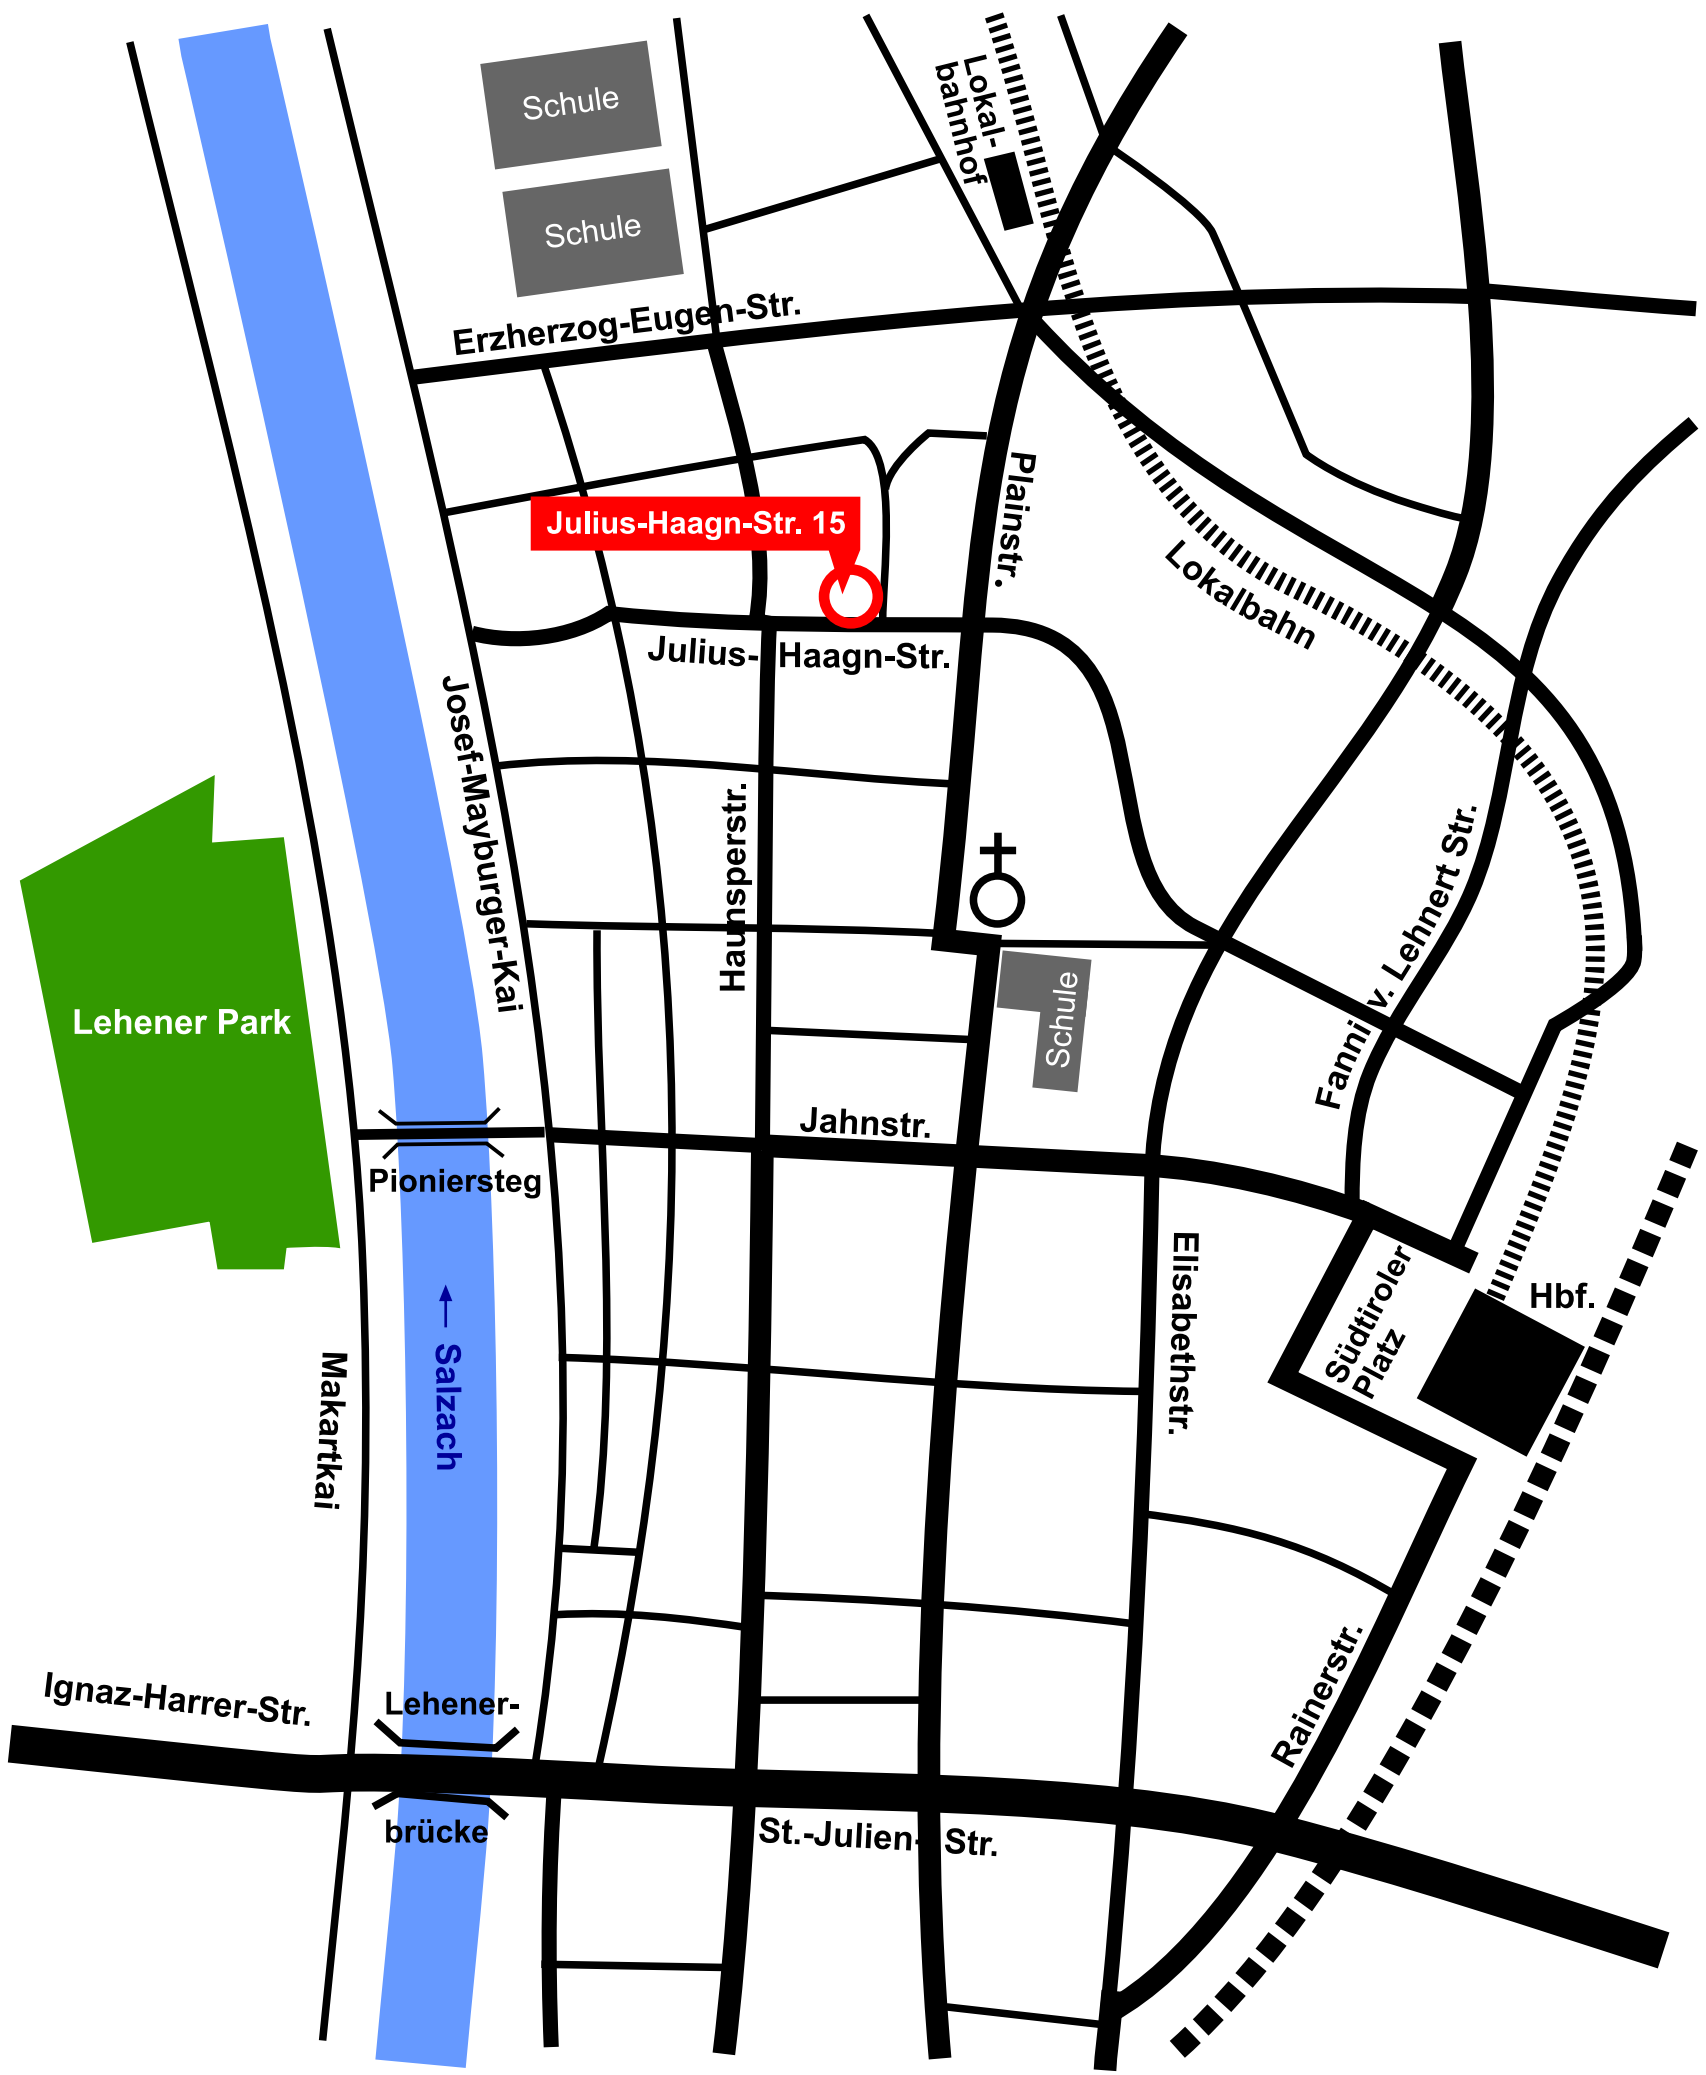 Schule
Lokal-
bahnhof
Schule
Erzherzog-Eugen-Str.
Plainstr.
Julius-Haagn-Str. 15
Lokalbahn
Julius- Haagn-Str.
Josef-Mayburger-Kai
Haunsperstr.
Fanni v. Lehnert Str.
Lehener Park
Schule
Jahnstr.
Pioniersteg
Elisabethstr.
Südtiroler
Platz
Hbf.
← Salzach
Makartkai
Rainerstr.
Ignaz-Harrer-Str.
Lehener-
brücke
St.-Julien- Str.